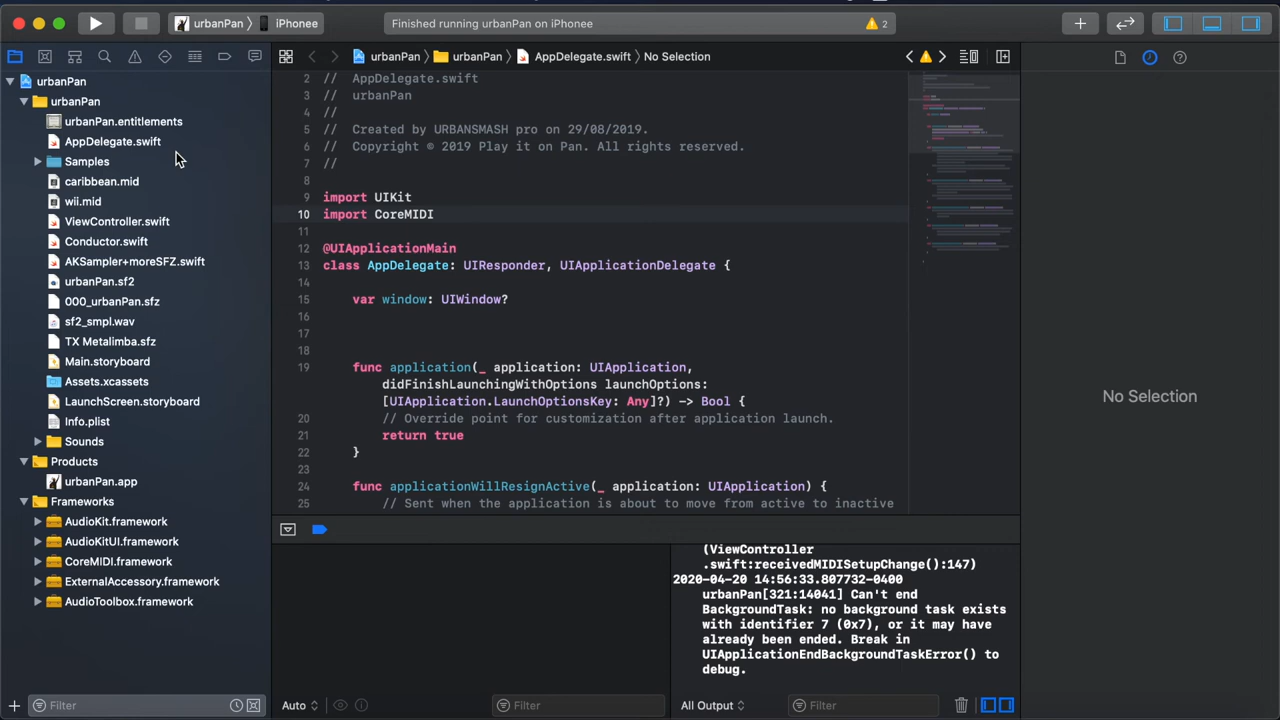 urbanPan 〉 iPhonee
Finished running urbanPan on iPhonee
2
urbanPan 〉 urbanPan 〉 AppDelegate.swift 〉 No Selection
urbanPan
urbanPan
urbanPan.entitlements
AppDelegate.swift
Samples
caribbean.mid
wii.mid
ViewController.swift
Conductor.swift
AKSampler+moreSFZ.swift
urbanPan.sf2
000_urbanPan.sfz
sf2_smpl.wav
TX Metalimba.sfz
Main.storyboard
Assets.xcassets
LaunchScreen.storyboard
Info.plist
Sounds
Products
urbanPan.app
Frameworks
AudioKit.framework
AudioKitUI.framework
CoreMIDI.framework
ExternalAccessory.framework
AudioToolbox.framework
Filter
2 // AppDelegate.swift
3 // urbanPan
4 //
5 // Created by URBANSMASH pro on 29/08/2019.
6 // Copyright © 2019 Play it on Pan. All rights reserved.
7 //
8
9 import UIKit
10 import CoreMIDI
11
12 @UIApplicationMain
13 class AppDelegate: UIResponder, UIApplicationDelegate {
14
15 var window: UIWindow?
16
17
18
19 func application(_ application: UIApplication,
didFinishLaunchingWithOptions launchOptions:
[UIApplication.LaunchOptionsKey: Any]?) -> Bool {
20 // Override point for customization after application launch.
21 return true
22 }
23
24 func applicationWillResignActive(_ application: UIApplication) {
25 // Sent when the application is about to move from active to inactive
Auto
Filter
(ViewController
.swift:receivedMIDISetupChange():147)
2020-04-20 14:56:33.807732-0400
urbanPan[321:14041] Can't end
BackgroundTask: no background task exists
with identifier 7 (0x7), or it may have
already been ended. Break in
UIApplicationEndBackgroundTaskError() to
debug.
All Output
Filter
No Selection